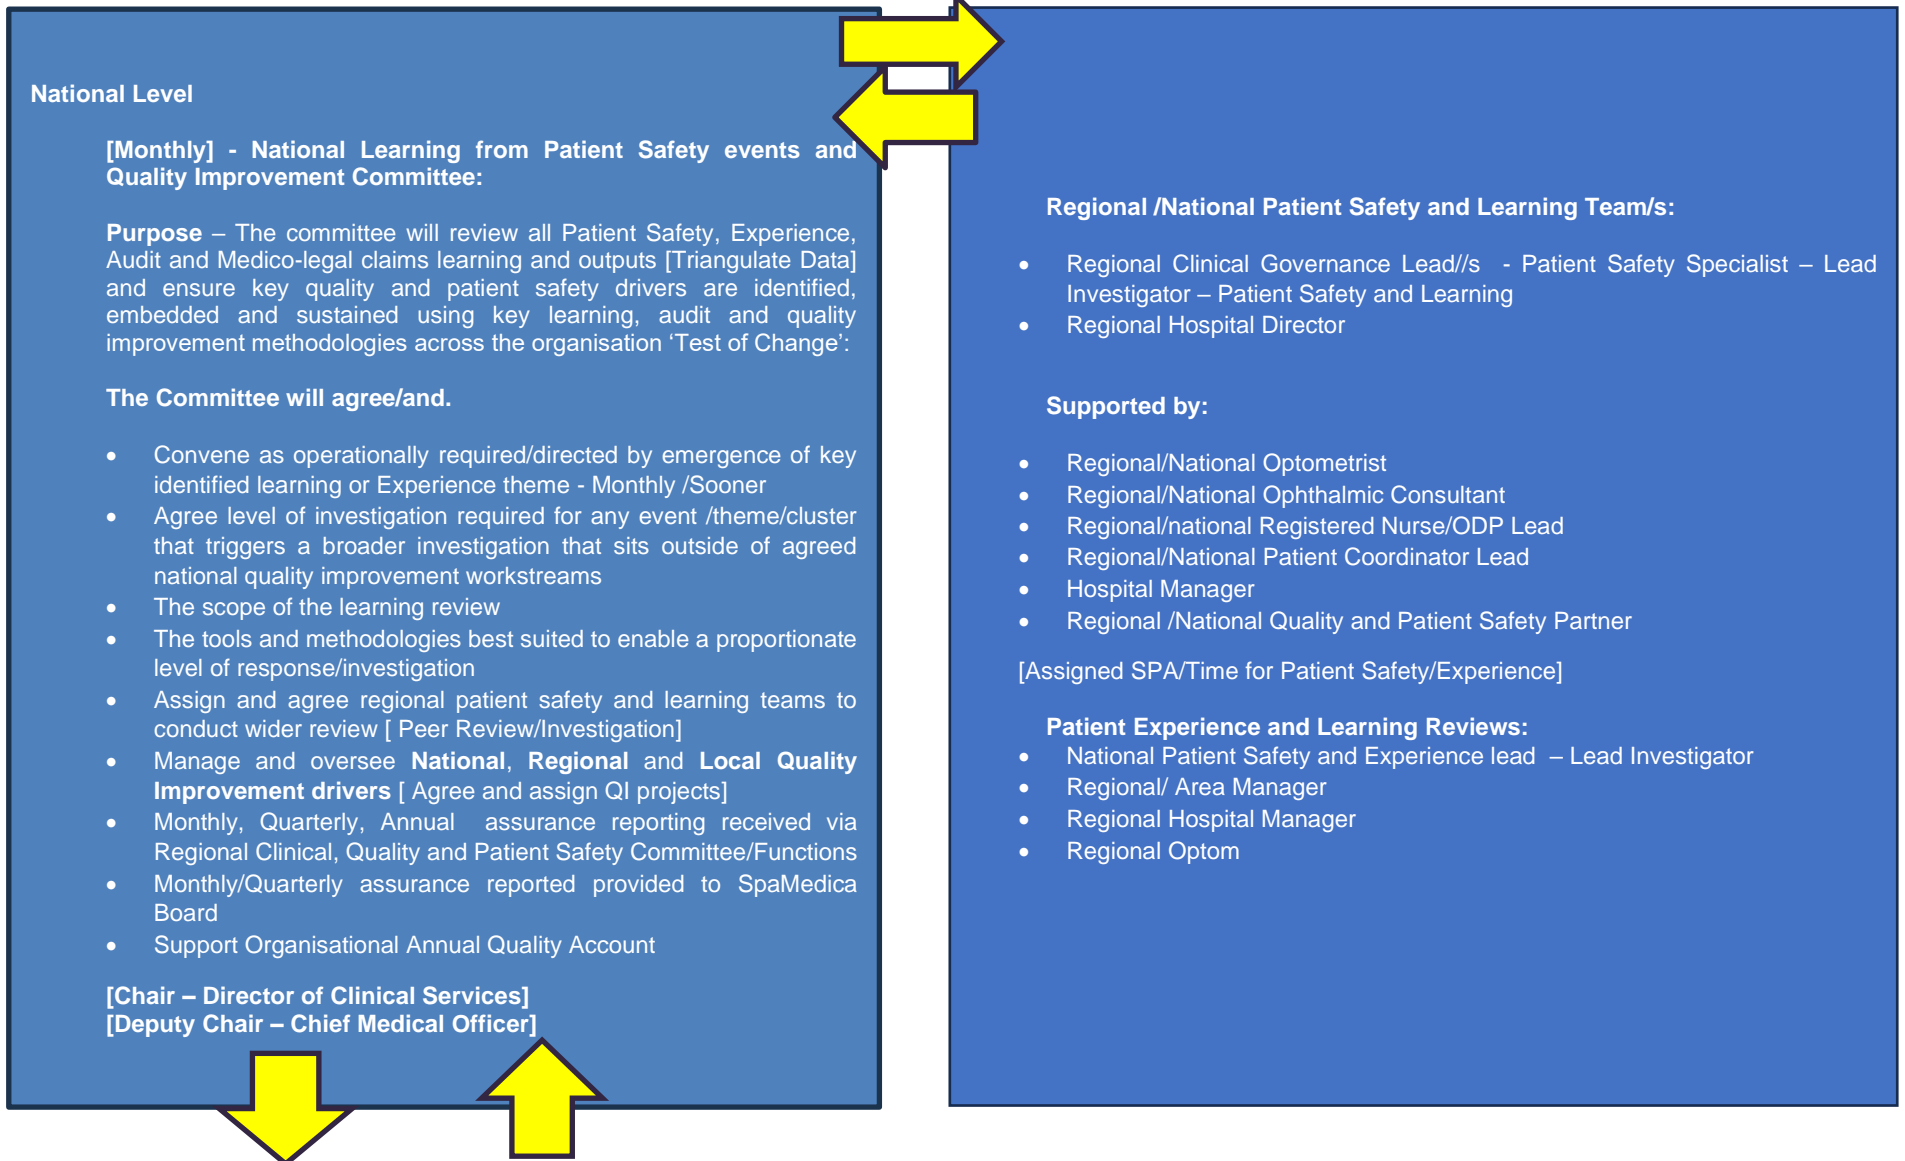 National Level
[Monthly] - National Learning from Patient Safety events and
Quality Improvement Committee:
Purpose – The committee will review all Patient Safety, Experience,
Audit and Medico-legal claims learning and outputs [Triangulate Data]
and ensure key quality and patient safety drivers are identified,
embedded and sustained using key learning, audit and quality
improvement methodologies across the organisation ‘Test of Change’:
The Committee will agree/and.
• Convene as operationally required/directed by emergence of key
identified learning or Experience theme - Monthly /Sooner
• Agree level of investigation required for any event /theme/cluster
that triggers a broader investigation that sits outside of agreed
national quality improvement workstreams
• The scope of the learning review
• The tools and methodologies best suited to enable a proportionate
level of response/investigation
• Assign and agree regional patient safety and learning teams to
conduct wider review [ Peer Review/Investigation]
• Manage and oversee National, Regional and Local Quality
Improvement drivers [ Agree and assign QI projects]
• Monthly, Quarterly, Annual assurance reporting received via
Regional Clinical, Quality and Patient Safety Committee/Functions
• Monthly/Quarterly assurance reported provided to SpaMedica
Board
• Support Organisational Annual Quality Account
[Chair – Director of Clinical Services]
[Deputy Chair – Chief Medical Officer]
Regional /National Patient Safety and Learning Team/s:
• Regional Clinical Governance Lead//s - Patient Safety Specialist – Lead
Investigator – Patient Safety and Learning
• Regional Hospital Director
Supported by:
• Regional/National Optometrist
• Regional/National Ophthalmic Consultant
• Regional/national Registered Nurse/ODP Lead
• Regional/National Patient Coordinator Lead
• Hospital Manager
• Regional /National Quality and Patient Safety Partner
[Assigned SPA/Time for Patient Safety/Experience]
Patient Experience and Learning Reviews:
• National Patient Safety and Experience lead – Lead Investigator
• Regional/ Area Manager
• Regional Hospital Manager
• Regional Optom